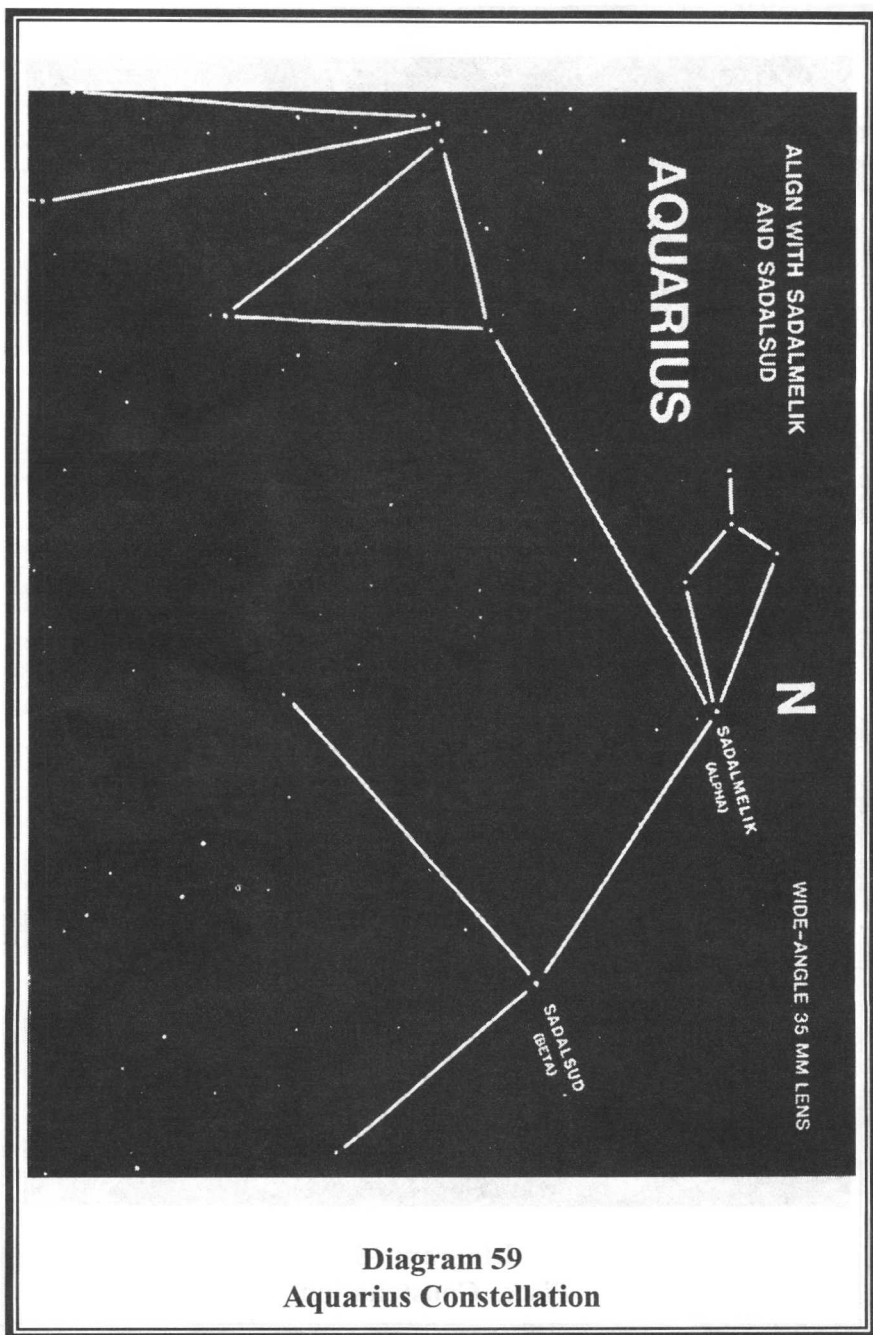 ALIGN WITH SADALMELIK
AND SADALSUD
AQUARIUS
N
SADALMELIK
(ALPHA)
SADALSUD
(BETA)
WIDE-ANGLE 35 MM LENS
Diagram 59
Aquarius Constellation